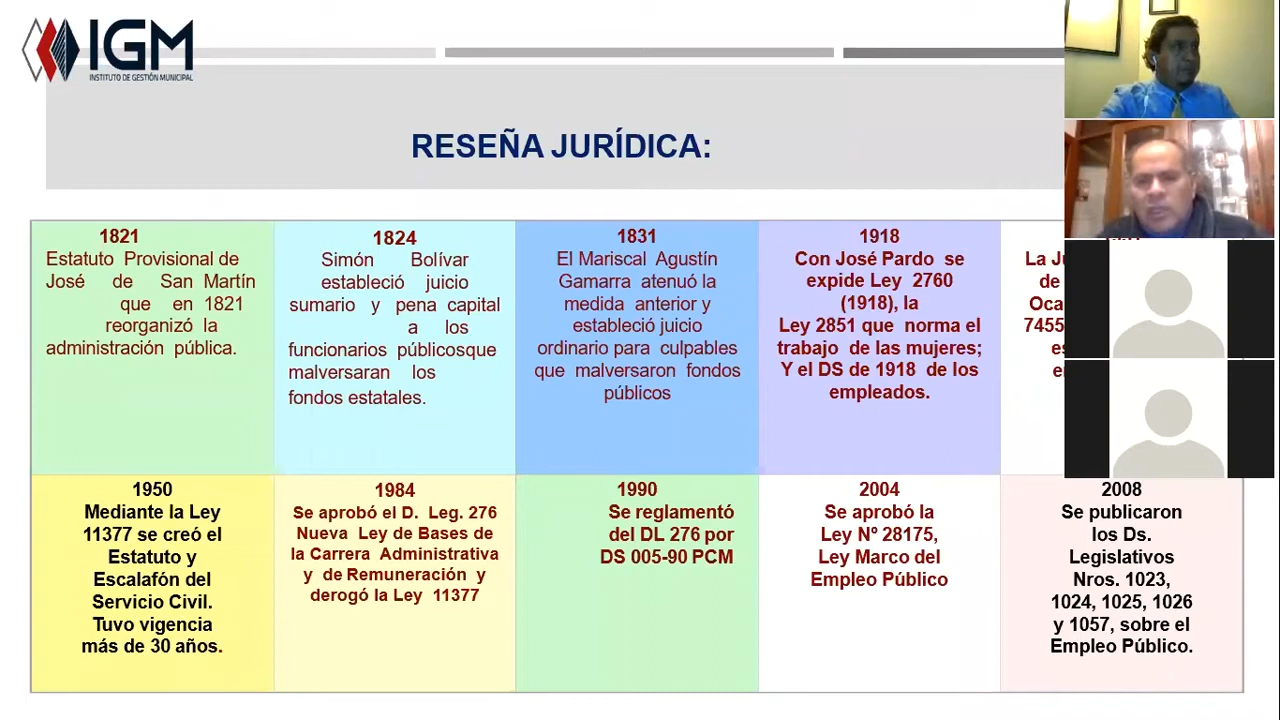 IGM
INSTITUTO DE GESTIÓN MUNICIPAL
RESEÑA JURÍDICA:
1821
Estatuto Provisional de
José de San Martín
que en 1821
reorganizó la
administración pública.
1824
Simón Bolívar
estableció juicio
sumario y pena capital
a los
funcionarios públicosque
malversaran los
fondos estatales.
1831
El Mariscal Agustín
Gamarra atenuó la
medida anterior y
estableció juicio
ordinario para culpables
que malversaron fondos
públicos
1918
Con José Pardo se
expide Ley 2760
(1918), la
Ley 2851 que norma el
trabajo de las mujeres;
Y el DS de 1918 de los
empleados.
La
de
7455
1950
Mediante la Ley
11377 se creó el
Estatuto y
Escalafón del
Servicio Civil.
Tuvo vigencia
más de 30 años.
1984
Se aprobó el D. Leg. 276
Nueva Ley de Bases de
la Carrera Administrativa
y de Remuneración y
derogó la Ley 11377
1990
Se reglamentó
del DL 276 por
DS 005-90 PCM
2004
Se aprobó la
Ley Nº 28175,
Ley Marco del
Empleo Público
2008
Se publicaron
los Ds.
Legislativos
Nros. 1023,
1024, 1025, 1026
y 1057, sobre el
Empleo Público.